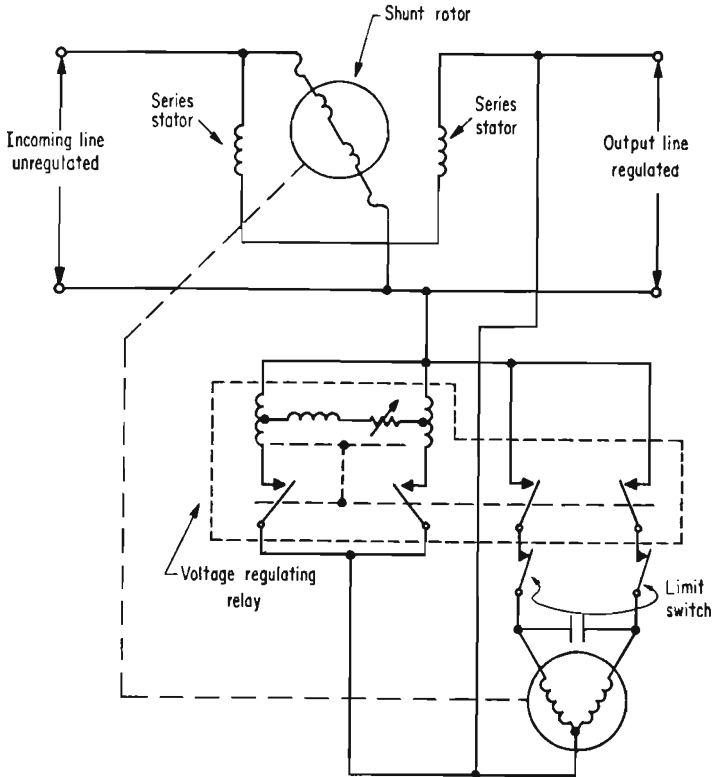 Shunt rotor
Series
stator
Series
stator
Incoming line
unregulated
Output line
regulated
Voltage regulating
relay
Limit
switch